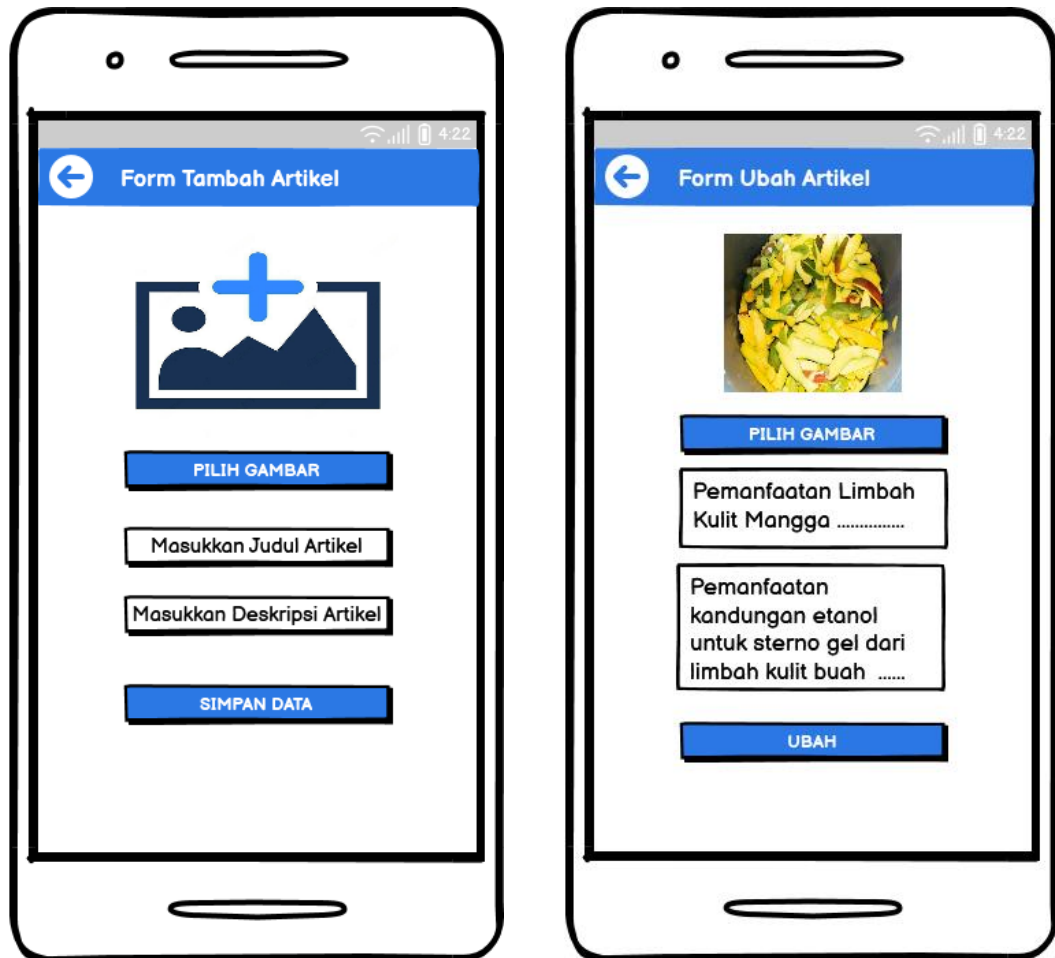 4:22
Form Tambah Artikel
PILIH GAMBAR
Masukkan Judul Artikel
Masukkan Deskripsi Artikel
SIMPAN DATA
4:22
Form Ubah Artikel
PILIH GAMBAR
Pemanfaatan Limbah
Kulit Mangga ...............
Pemanfaatan
kandungan etanol
untuk sterno gel dari
limbah kulit buah ......
UBAH